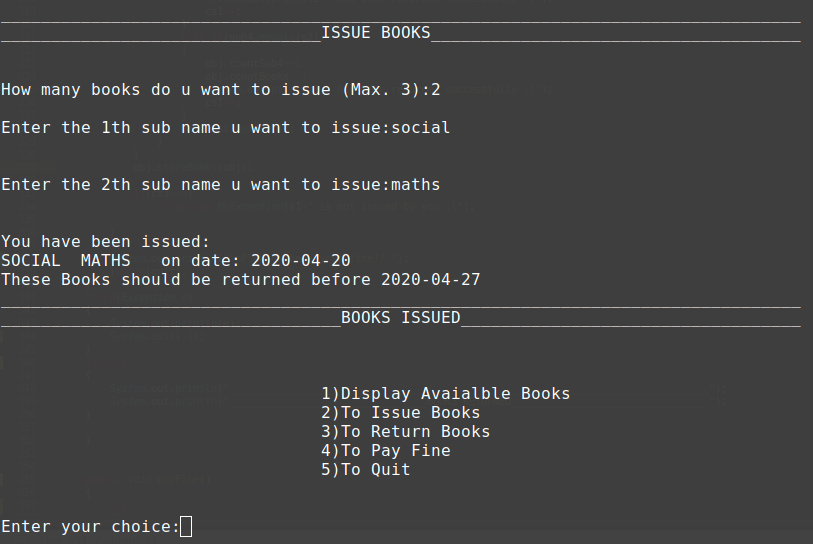 ________________________________________________________________________________
________________________________ISSUE BOOKS_____________________________________
How many books do u want to issue (Max. 3):2
Enter the 1th sub name u want to issue:social
Enter the 2th sub name u want to issue:maths
You have been issued:
SOCIAL  MATHS   on date: 2020-04-20
These Books should be returned before 2020-04-27
________________________________________________________________________________
__________________________________BOOKS ISSUED__________________________________
1)Display Avaialble Books
2)To Issue Books
3)To Return Books
4)To Pay Fine
5)To Quit
Enter your choice: